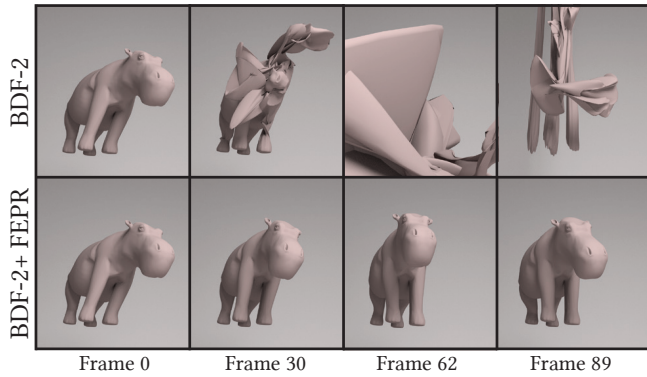 BDF-2
BDF-2+ FEPR
Frame 0
Frame 30
Frame 62
Frame 89